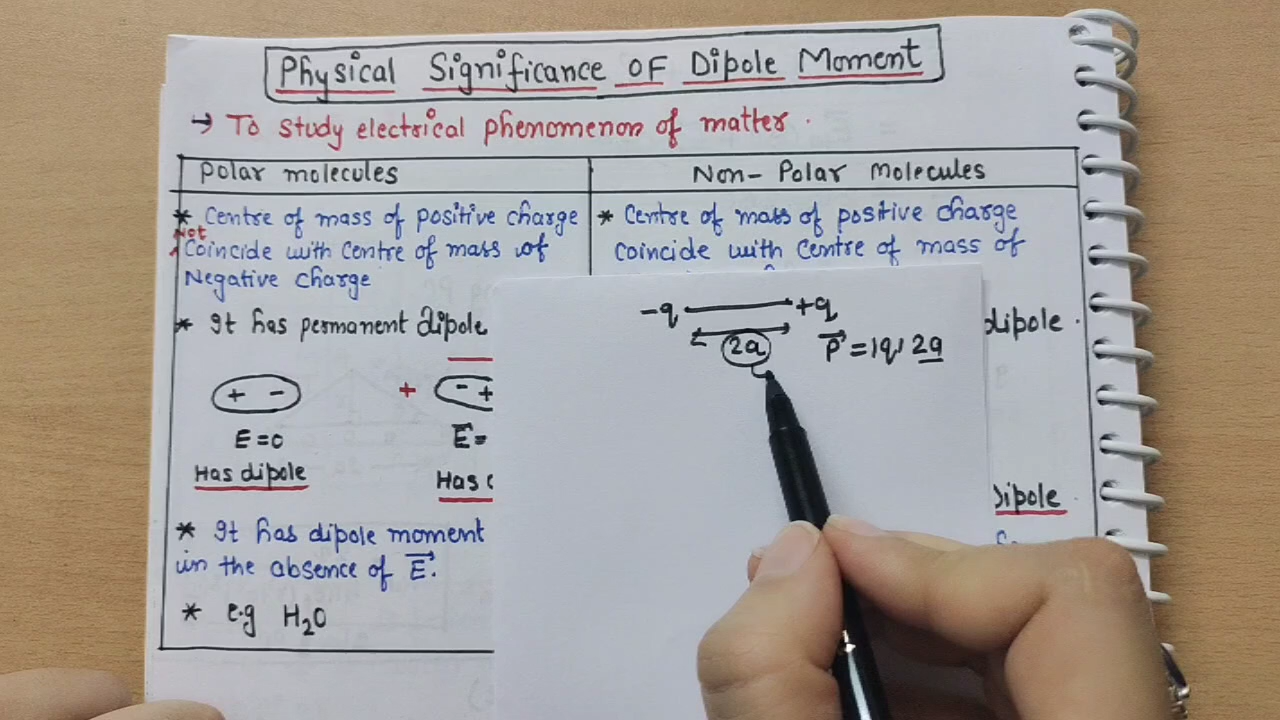 Physical Significance OF Dipole Moment
→ To study electrical phenomenon of matter.
Polar molecules
Non-Polar Molecules
* Centre of mass of positive charge
Not
Coincide with Centre of mass of
Negative charge
* Centre of mass of positive charge
coincide with Centre of mass of
* It has permanent dipole
dipole.
-q +q
2a
P⃗ = |q| 2a
+ -
+
- +
E=0
E⃗=
Has dipole
Has
Dipole
* It has dipole moment
in the absence of E⃗.
* e.g H₂O